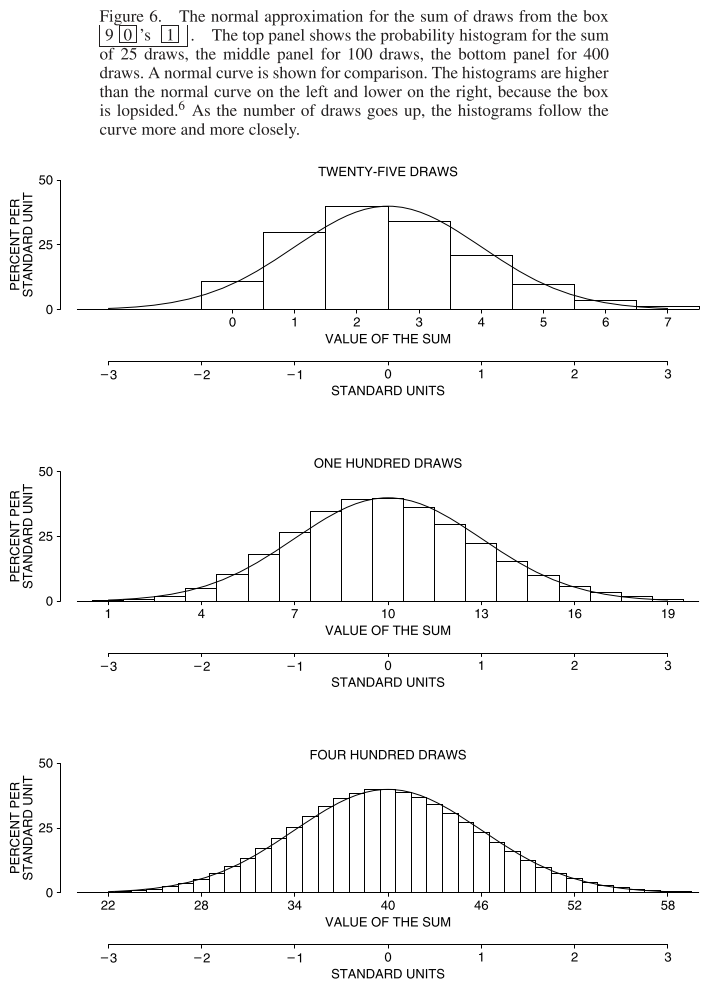 Figure 6. The normal approximation for the sum of draws from the box
9 0 's 1 . The top panel shows the probability histogram for the sum
of 25 draws, the middle panel for 100 draws, the bottom panel for 400
draws. A normal curve is shown for comparison. The histograms are higher
than the normal curve on the left and lower on the right, because the box
is lopsided.6 As the number of draws goes up, the histograms follow the
curve more and more closely.
TWENTY-FIVE DRAWS
PERCENT PER
STANDARD UNIT
50
25
0
0 1 2 3 4 5 6 7
VALUE OF THE SUM
−3 −2 −1 0 1 2 3
STANDARD UNITS
ONE HUNDRED DRAWS
PERCENT PER
STANDARD UNIT
50
25
0
1 4 7 10 13 16 19
VALUE OF THE SUM
−3 −2 −1 0 1 2 3
STANDARD UNITS
FOUR HUNDRED DRAWS
PERCENT PER
STANDARD UNIT
50
25
0
22 28 34 40 46 52 58
VALUE OF THE SUM
−3 −2 −1 0 1 2 3
STANDARD UNITS